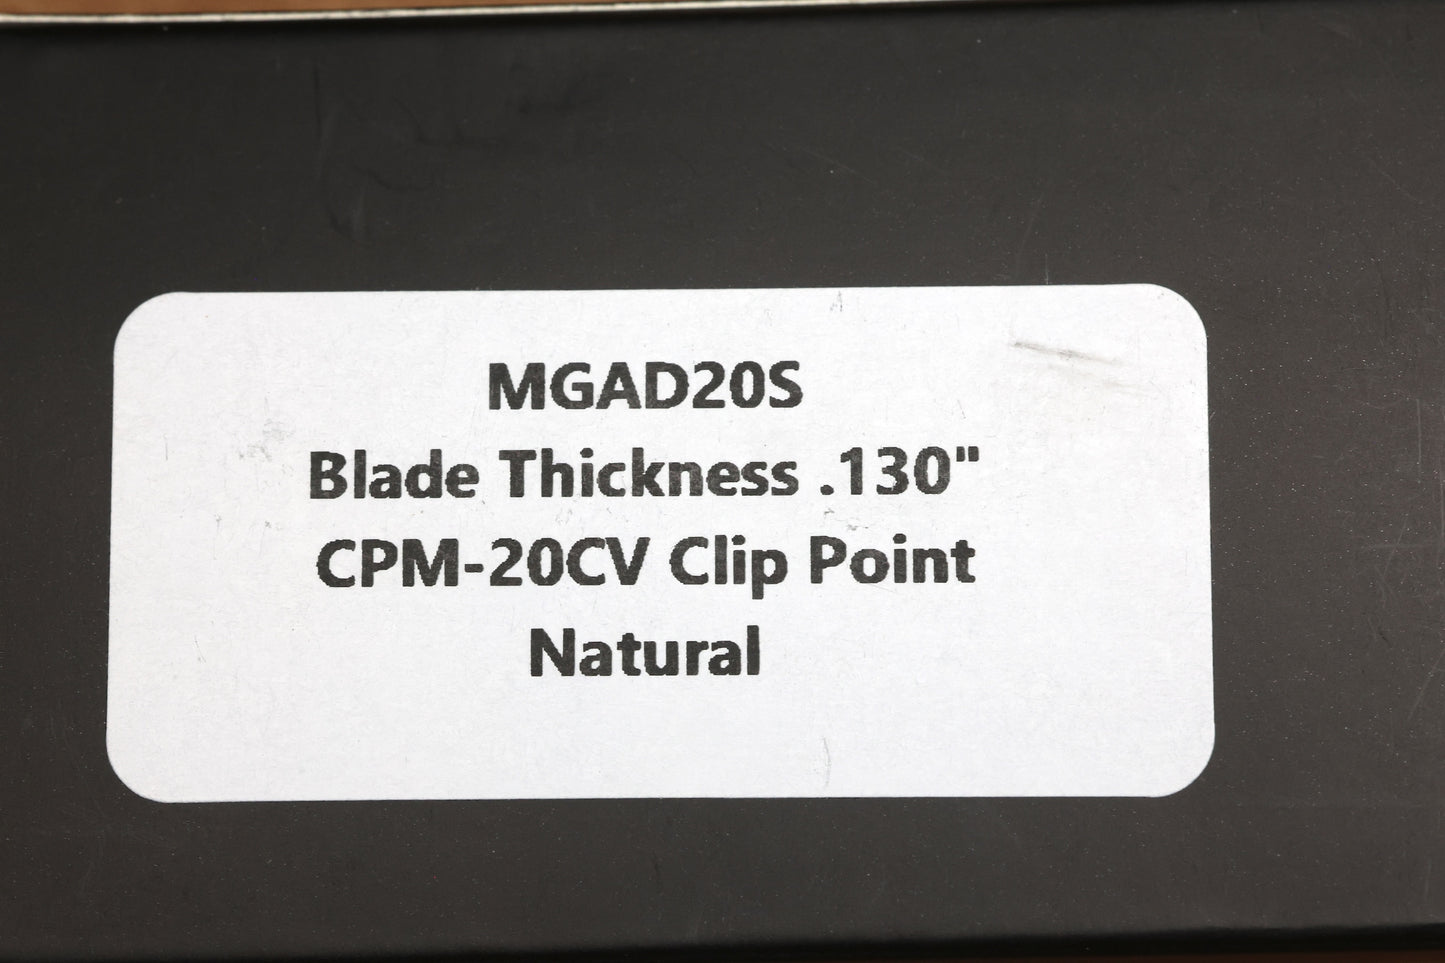 MGAD20S
Blade Thickness .130"
CPM-20CV Clip Point
Natural